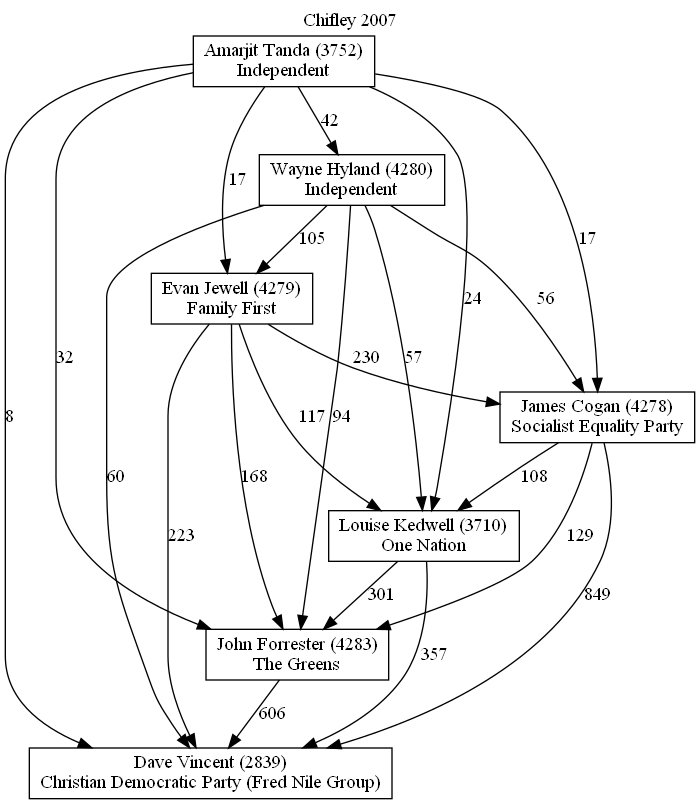 Chifley 2007
Amarjit Tanda (3752)
Independent
42
Wayne Hyland (4280)
Independent
17
105
17
Evan Jewell (4279)
Family First
24
56
32
230
57
8
117
94
James Cogan (4278)
Socialist Equality Party
60
168
108
Louise Kedwell (3710)
One Nation
223
129
301
849
John Forrester (4283)
The Greens
357
606
Dave Vincent (2839)
Christian Democratic Party (Fred Nile Group)